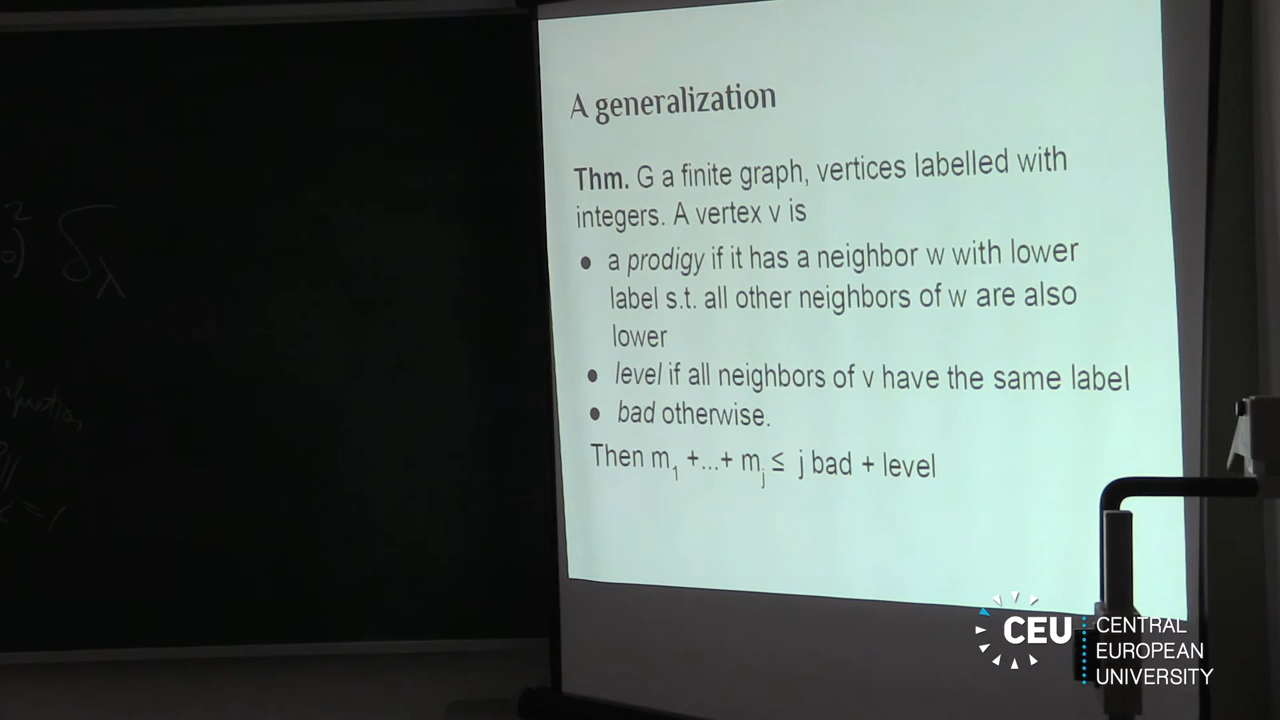 A generalization
Thm. G a finite graph, vertices labelled with
integers. A vertex v is
● a prodigy if it has a neighbor w with lower
label s.t. all other neighbors of w are also
lower
● level if all neighbors of v have the same label
● bad otherwise.
Then m₁ +...+ mⱼ ≤ j bad + level
δλ
CEU
CENTRAL
EUROPEAN
UNIVERSITY